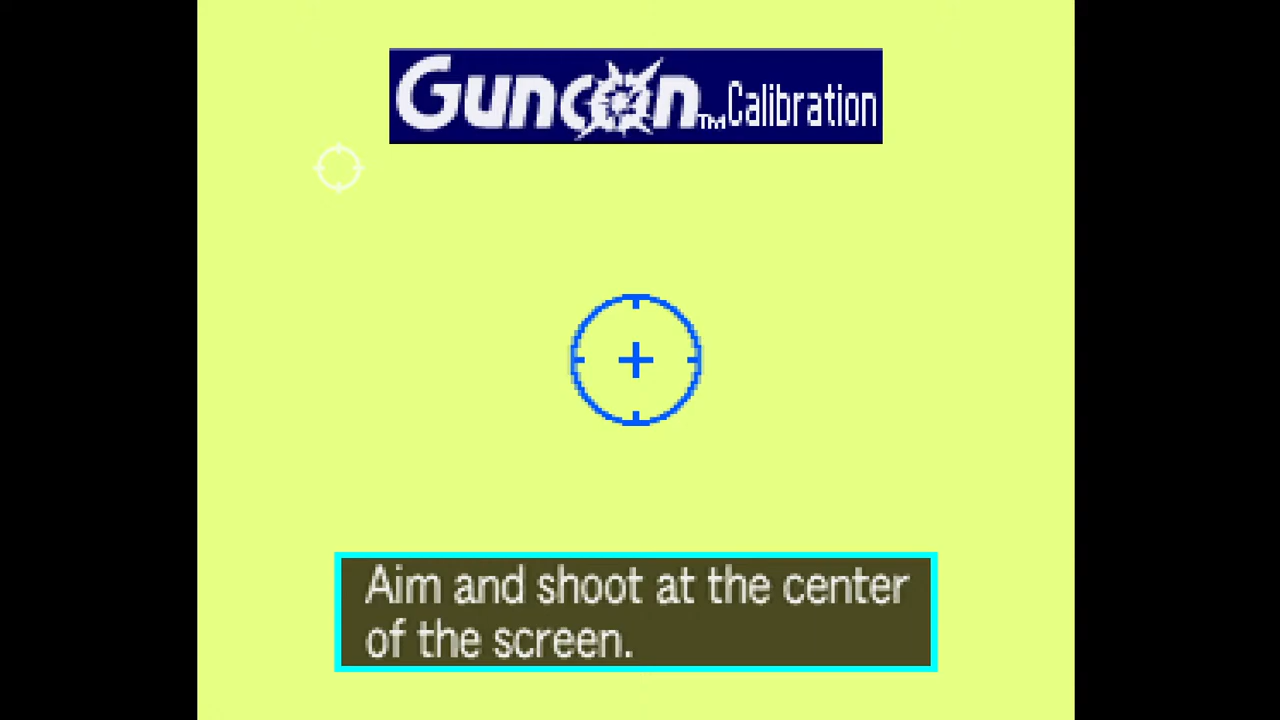 Guncon™ Calibration
Aim and shoot at the center
of the screen.